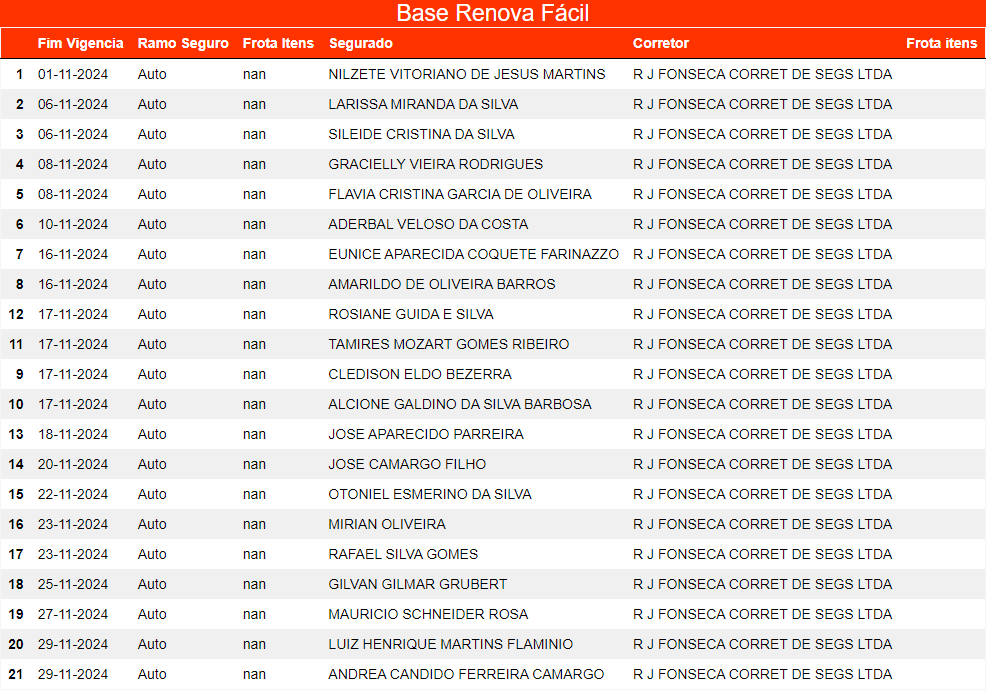 Base Renova Fácil
Fim Vigencia Ramo Seguro Frota Itens Segurado Corretor Frota itens
1 01-11-2024 Auto nan NILZETE VITORIANO DE JESUS MARTINS R J FONSECA CORRET DE SEGS LTDA
2 06-11-2024 Auto nan LARISSA MIRANDA DA SILVA R J FONSECA CORRET DE SEGS LTDA
3 06-11-2024 Auto nan SILEIDE CRISTINA DA SILVA R J FONSECA CORRET DE SEGS LTDA
4 08-11-2024 Auto nan GRACIELLY VIEIRA RODRIGUES R J FONSECA CORRET DE SEGS LTDA
5 08-11-2024 Auto nan FLAVIA CRISTINA GARCIA DE OLIVEIRA R J FONSECA CORRET DE SEGS LTDA
6 10-11-2024 Auto nan ADERBAL VELOSO DA COSTA R J FONSECA CORRET DE SEGS LTDA
7 16-11-2024 Auto nan EUNICE APARECIDA COQUETE FARINAZZO R J FONSECA CORRET DE SEGS LTDA
8 16-11-2024 Auto nan AMARILDO DE OLIVEIRA BARROS R J FONSECA CORRET DE SEGS LTDA
12 17-11-2024 Auto nan ROSIANE GUIDA E SILVA R J FONSECA CORRET DE SEGS LTDA
11 17-11-2024 Auto nan TAMIRES MOZART GOMES RIBEIRO R J FONSECA CORRET DE SEGS LTDA
9 17-11-2024 Auto nan CLEDISON ELDO BEZERRA R J FONSECA CORRET DE SEGS LTDA
10 17-11-2024 Auto nan ALCIONE GALDINO DA SILVA BARBOSA R J FONSECA CORRET DE SEGS LTDA
13 18-11-2024 Auto nan JOSE APARECIDO PARREIRA R J FONSECA CORRET DE SEGS LTDA
14 20-11-2024 Auto nan JOSE CAMARGO FILHO R J FONSECA CORRET DE SEGS LTDA
15 22-11-2024 Auto nan OTONIEL ESMERINO DA SILVA R J FONSECA CORRET DE SEGS LTDA
16 23-11-2024 Auto nan MIRIAN OLIVEIRA R J FONSECA CORRET DE SEGS LTDA
17 23-11-2024 Auto nan RAFAEL SILVA GOMES R J FONSECA CORRET DE SEGS LTDA
18 25-11-2024 Auto nan GILVAN GILMAR GRUBERT R J FONSECA CORRET DE SEGS LTDA
19 27-11-2024 Auto nan MAURICIO SCHNEIDER ROSA R J FONSECA CORRET DE SEGS LTDA
20 29-11-2024 Auto nan LUIZ HENRIQUE MARTINS FLAMINIO R J FONSECA CORRET DE SEGS LTDA
21 29-11-2024 Auto nan ANDREA CANDIDO FERREIRA CAMARGO R J FONSECA CORRET DE SEGS LTDA